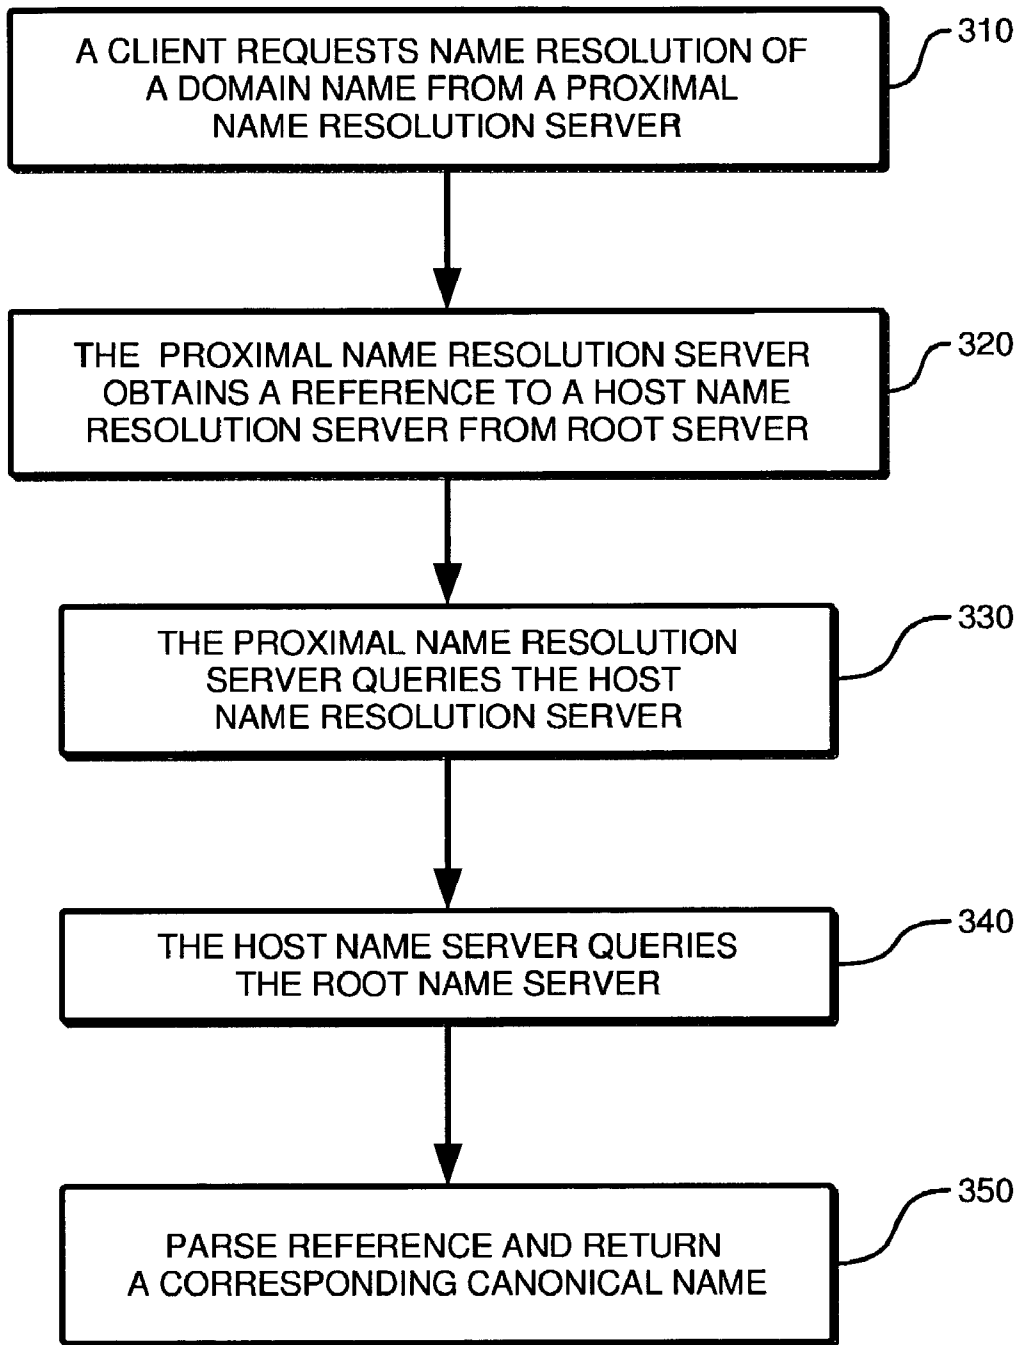 A CLIENT REQUESTS NAME RESOLUTION OF
A DOMAIN NAME FROM A PROXIMAL
NAME RESOLUTION SERVER
310
THE PROXIMAL NAME RESOLUTION SERVER
OBTAINS A REFERENCE TO A HOST NAME
RESOLUTION SERVER FROM ROOT SERVER
320
THE PROXIMAL NAME RESOLUTION
SERVER QUERIES THE HOST
NAME RESOLUTION SERVER
330
THE HOST NAME SERVER QUERIES
THE ROOT NAME SERVER
340
PARSE REFERENCE AND RETURN
A CORRESPONDING CANONICAL NAME
350